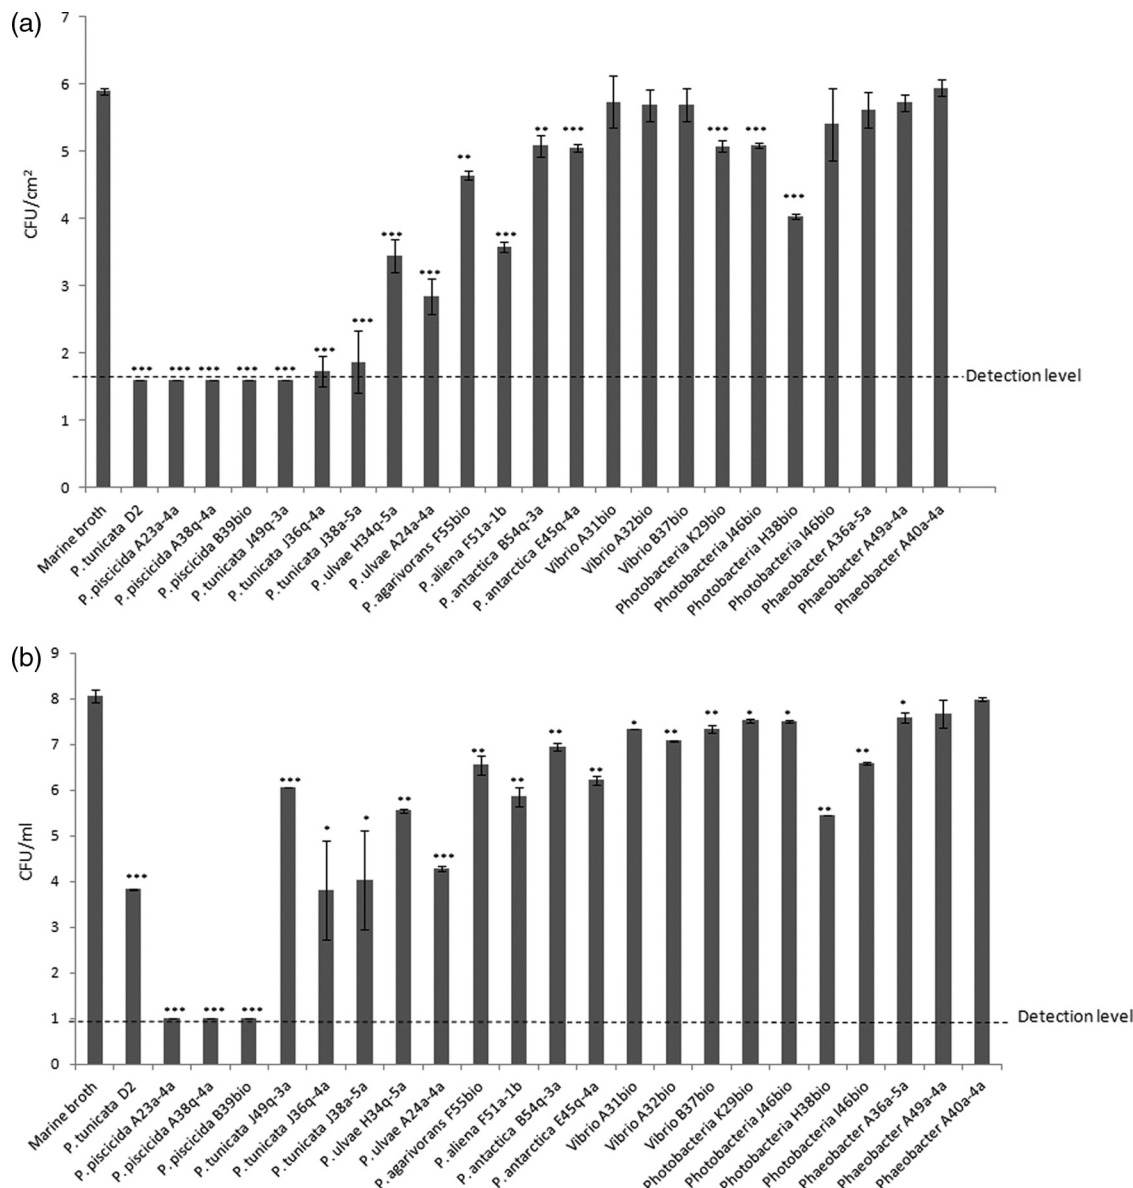 (a)
7
6
5
4
3
2
1
0
CFU/cm²
** *** *** *** *** *** *** *** *** *** ** *** ** *** *** *** ***
Detection level
Marine broth
P. tunicata D2
P. piscicida A23a-4a
P. piscicida A38q-4a
P. piscicida B39bio
P. tunicata J49q-3a
P. tunicata J36q-4a
P. tunicata J38a-5a
P. ulvae H34q-5a
P. ulvae A24a-4a
P. agarivorans F55bio
P. aliena F51a-1b
P. antactica B54q-3a
P. antarctica E45q-4a
Vibrio A31bio
Vibrio A32bio
Vibrio B37bio
Photobacteria K29bio
Photobacteria J46bio
Photobacteria H38bio
Photobacteria I46bio
Phaeobacter A36a-5a
Phaeobacter A49a-4a
Phaeobacter A40a-4a
(b)
9
8
7
6
5
4
3
2
1
0
CFU/ml
*** *** *** *** *** * * ** *** ** ** ** ** * ** ** * * ** ** *
Detection level
Marine broth
P. tunicata D2
P. piscicida A23a-4a
P. piscicida A38q-4a
P. piscicida B39bio
P. tunicata J49q-3a
P. tunicata J36q-4a
P. tunicata J38a-5a
P. ulvae H34q-5a
P. ulvae A24a-4a
P. agarivorans F55bio
P. aliena F51a-1b
P. antactica B54q-3a
P. antarctica E45q-4a
Vibrio A31bio
Vibrio A32bio
Vibrio B37bio
Photobacteria K29bio
Photobacteria J46bio
Photobacteria H38bio
Photobacteria I46bio
Phaeobacter A36a-5a
Phaeobacter A49a-4a
Phaeobacter A40a-4a